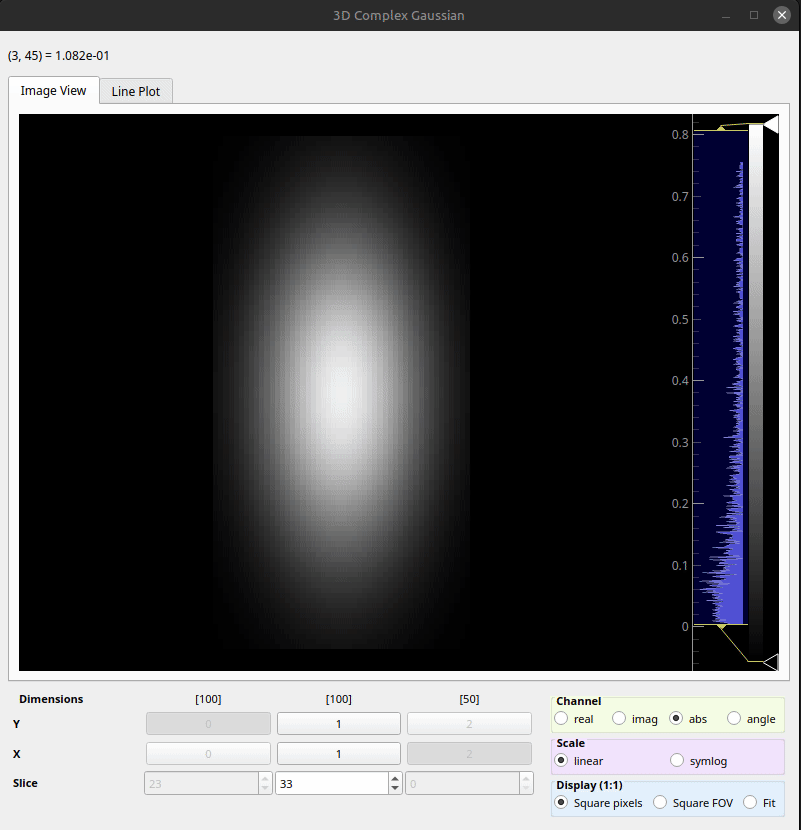 3D Complex Gaussian
(3, 45) = 1.082e-01
Image View Line Plot
0.8
0.7
0.6
0.5
0.4
0.3
0.2
0.1
0
Dimensions [100] [100] [50]
Y 0 1 2
X 0 1 2
Slice 23 33 0
Channel
real imag abs angle
Scale
linear symlog
Display (1:1)
Square pixels Square FOV Fit